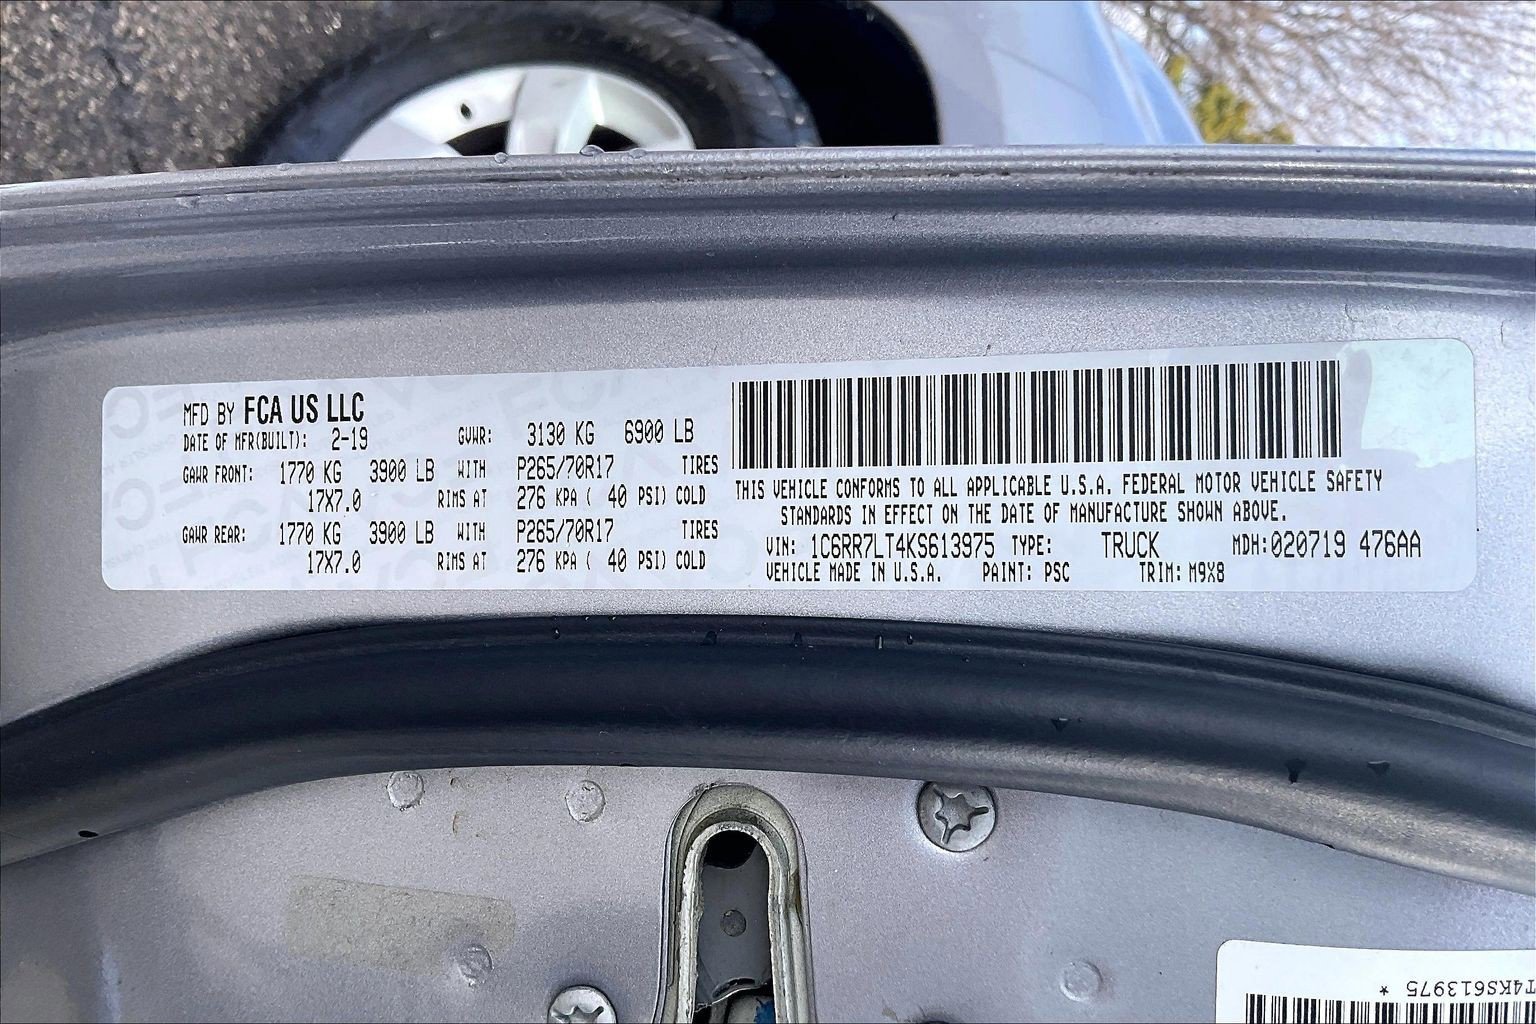 MFD BY FCA US LLC
DATE OF MFR(BUILT): 2-19 GVWR: 3130 KG 6900 LB
GAWR FRONT: 1770 KG 3900 LB WITH P265/70R17 TIRES
17X7.0 RIMS AT 276 KPA ( 40 PSI) COLD
GAWR REAR: 1770 KG 3900 LB WITH P265/70R17 TIRES
17X7.0 RIMS AT 276 KPA ( 40 PSI) COLD
THIS VEHICLE CONFORMS TO ALL APPLICABLE U.S.A. FEDERAL MOTOR VEHICLE SAFETY
STANDARDS IN EFFECT ON THE DATE OF MANUFACTURE SHOWN ABOVE.
VIN: 1C6RR7LT4KS613975 TYPE: TRUCK MDH:020719 476AA
VEHICLE MADE IN U.S.A. PAINT: PSC TRIM: M9X8
T4KS613975 *